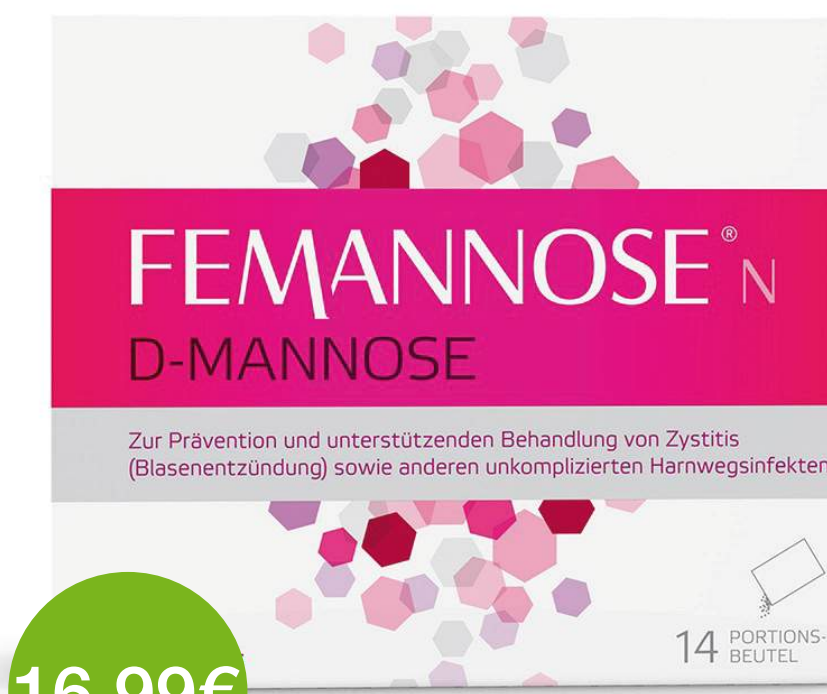 FEMANNOSE® N
D-MANNOSE
Zur Prävention und unterstützenden Behandlung von Zystitis
(Blasenentzündung) sowie anderen unkomplizierten Harnwegsinfekten
14 PORTIONS-
BEUTEL
16,99€